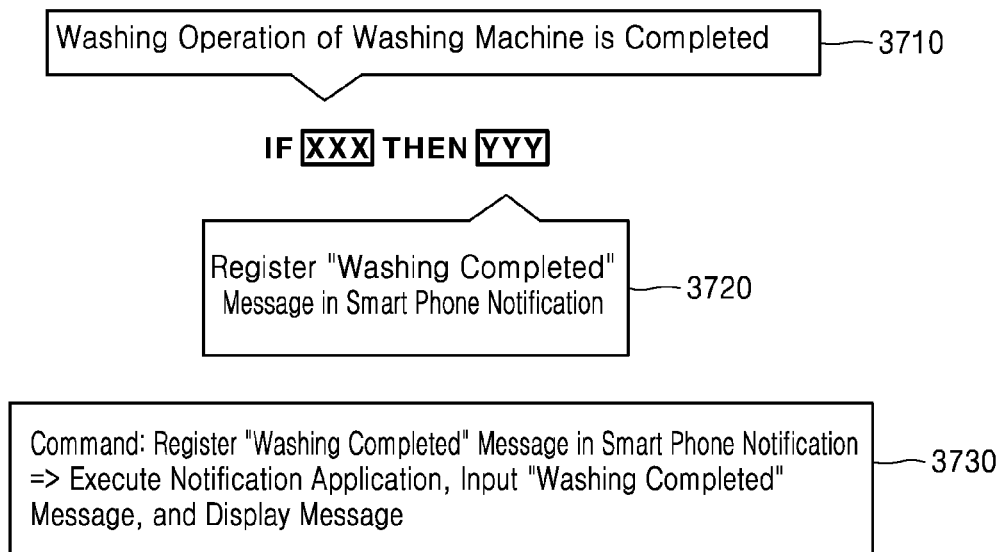 Washing Operation of Washing Machine is Completed
3710
IF XXX THEN YYY
Register "Washing Completed"
Message in Smart Phone Notification
3720
Command: Register "Washing Completed" Message in Smart Phone Notification
=> Execute Notification Application, Input "Washing Completed"
Message, and Display Message
3730